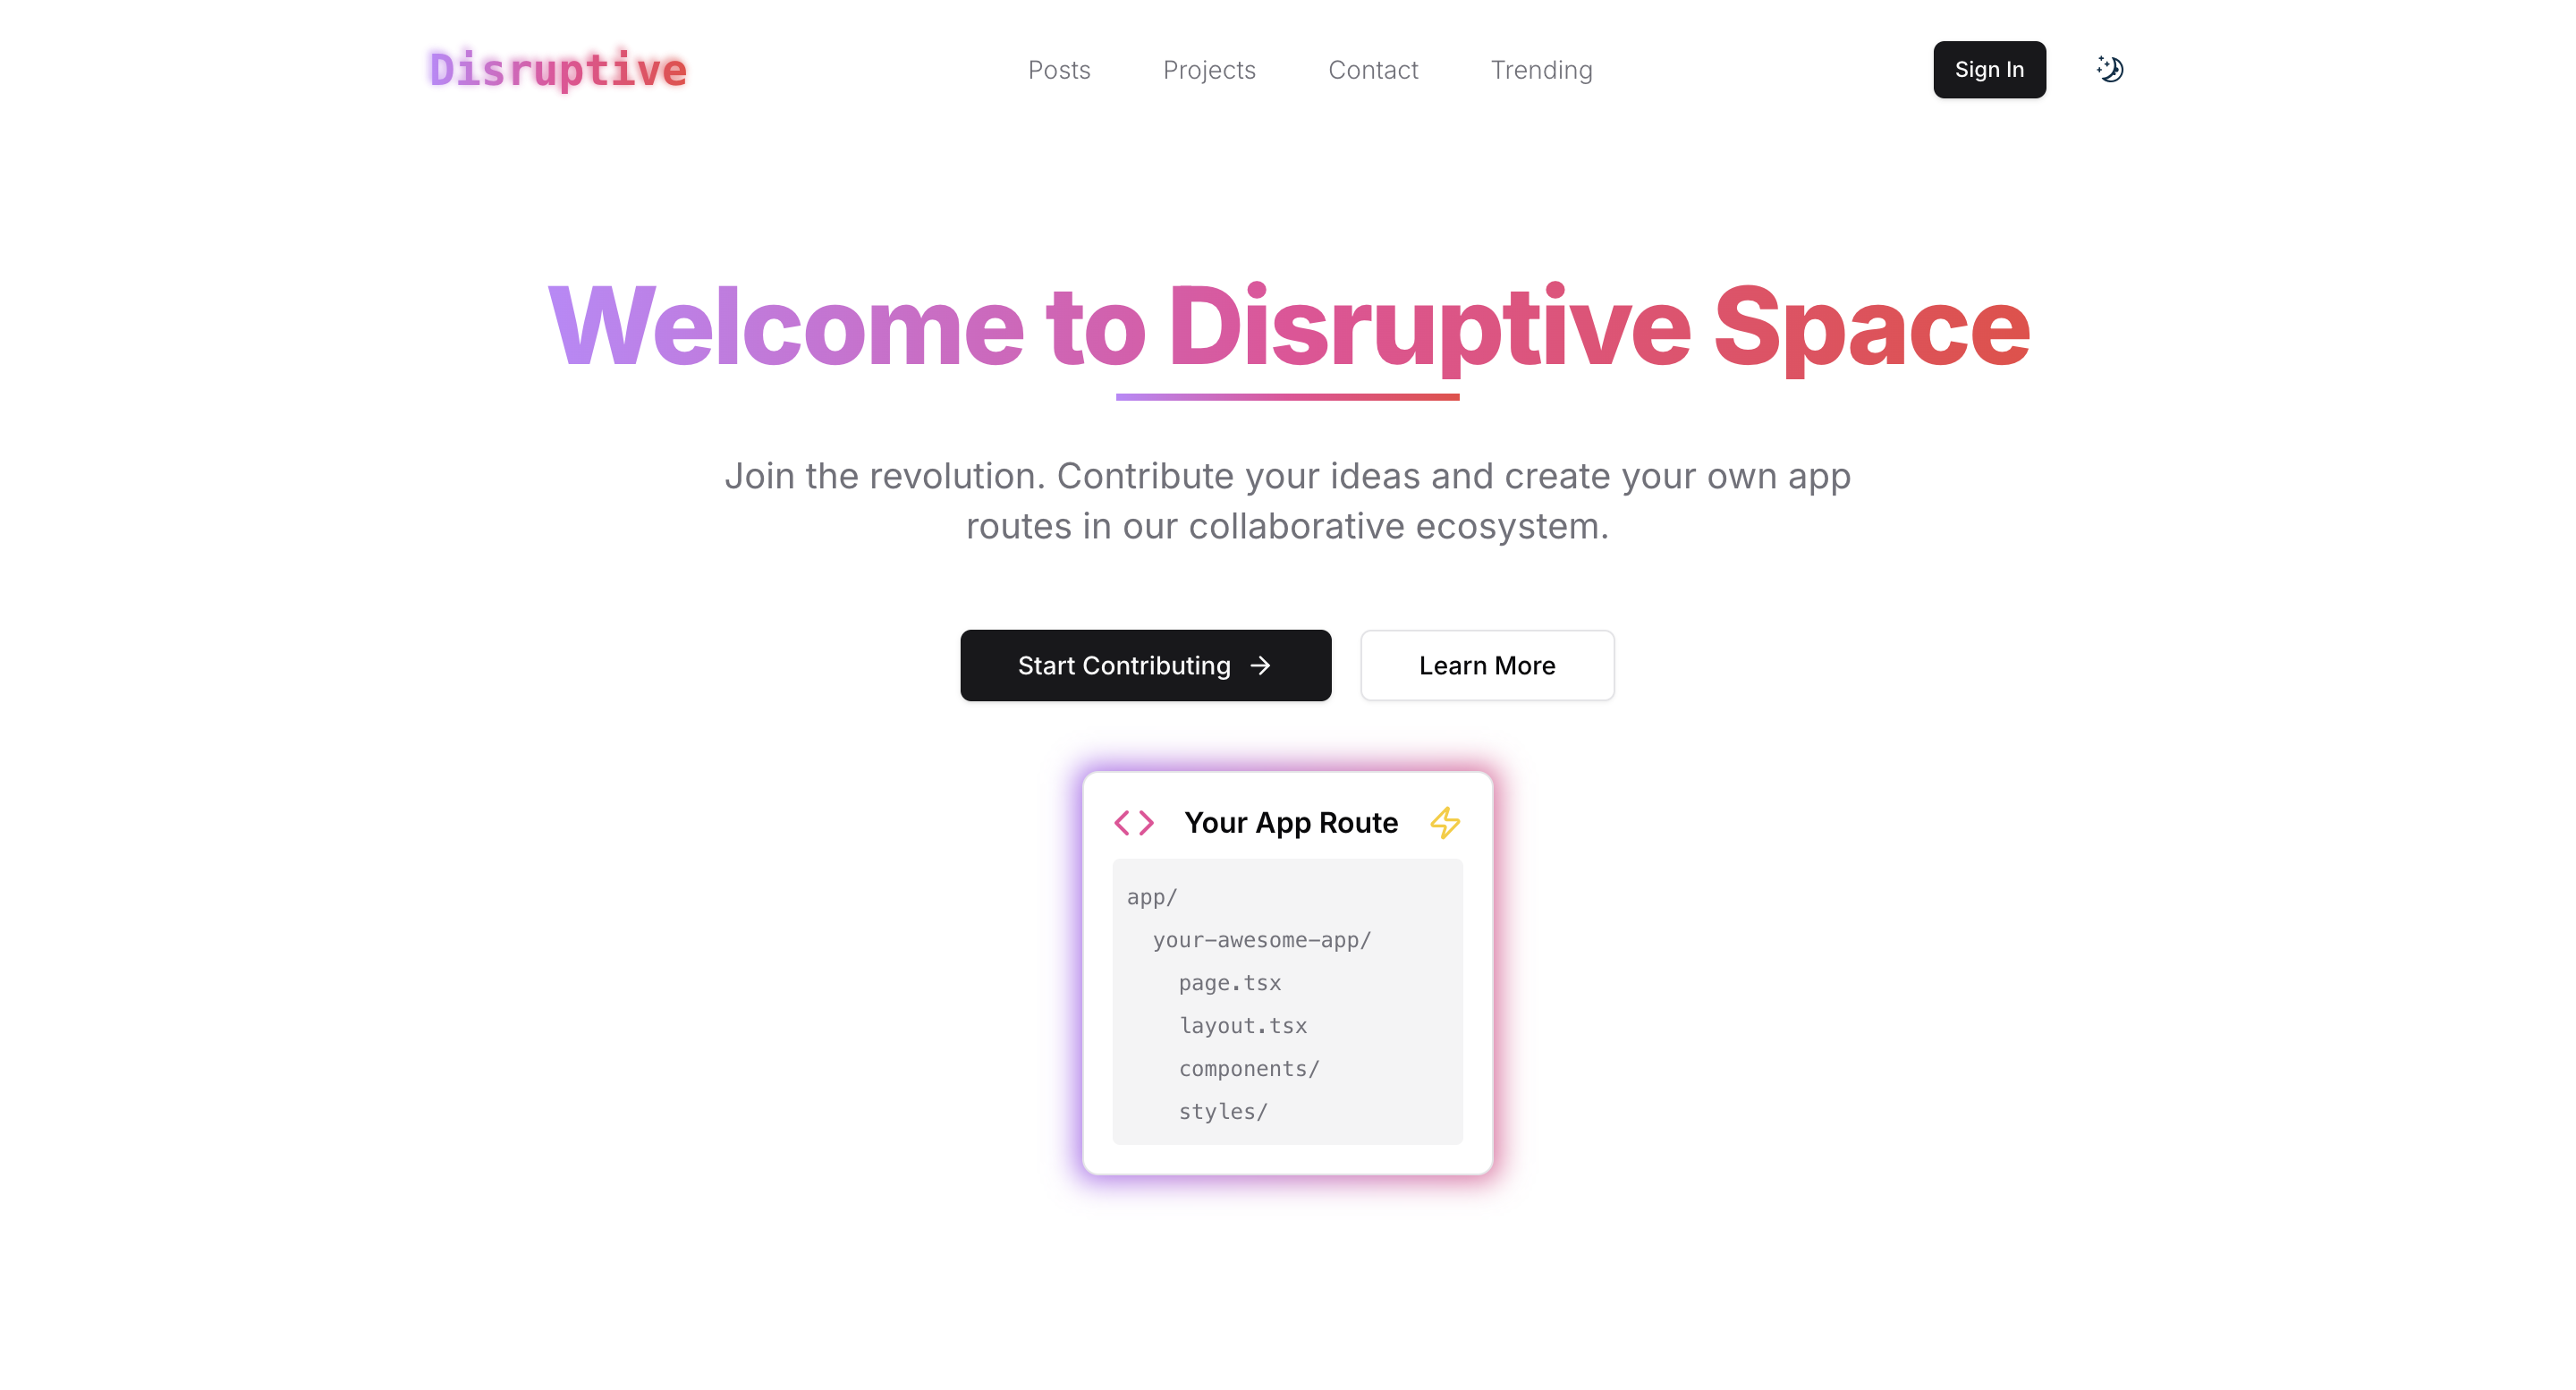 Disruptive
Posts
Projects
Contact
Trending
Sign In
Welcome to Disruptive Space
Join the revolution. Contribute your ideas and create your own app
routes in our collaborative ecosystem.
Start Contributing →
Learn More
Your App Route
app/
your-awesome-app/
page.tsx
layout.tsx
components/
styles/